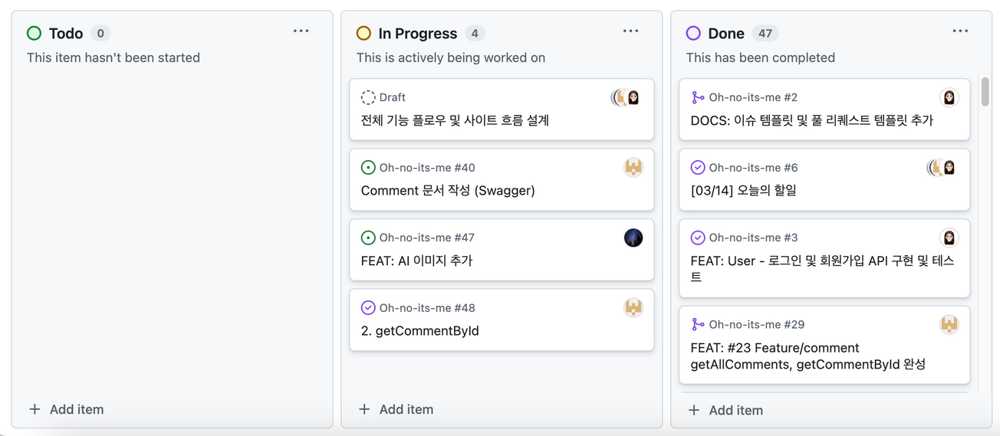 Todo 0
This item hasn't been started
Add item
In Progress 4
This is actively being worked on
Draft
전체 기능 플로우 및 사이트 흐름 설계
Oh-no-its-me #40
Comment 문서 작성 (Swagger)
Oh-no-its-me #47
FEAT: AI 이미지 추가
Oh-no-its-me #48
2. getCommentById
Add item
Done 47
This has been completed
Oh-no-its-me #2
DOCS: 이슈 템플릿 및 풀 리퀘스트 템플릿 추가
Oh-no-its-me #6
[03/14] 오늘의 할일
Oh-no-its-me #3
FEAT: User - 로그인 및 회원가입 API 구현 및 테스
트
Oh-no-its-me #29
FEAT: #23 Feature/comment
getAllComments, getCommentById 완성
Add item